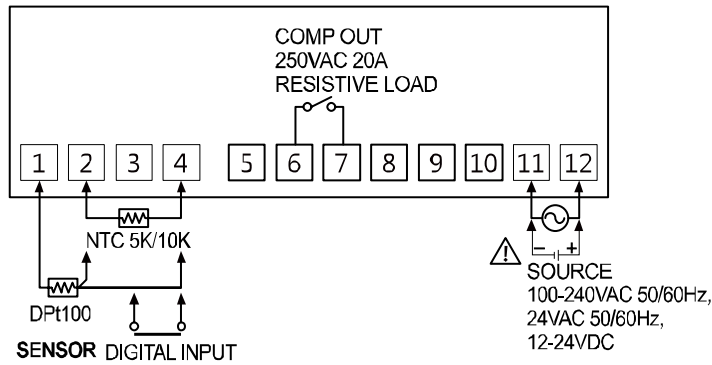 COMP OUT
250VAC 20A
RESISTIVE LOAD
1 2 3 4 5 6 7 8 9 10 11 12
NTC 5K/10K
DPt100
SENSOR DIGITAL INPUT
− +
SOURCE
100-240VAC 50/60Hz,
24VAC 50/60Hz,
12-24VDC